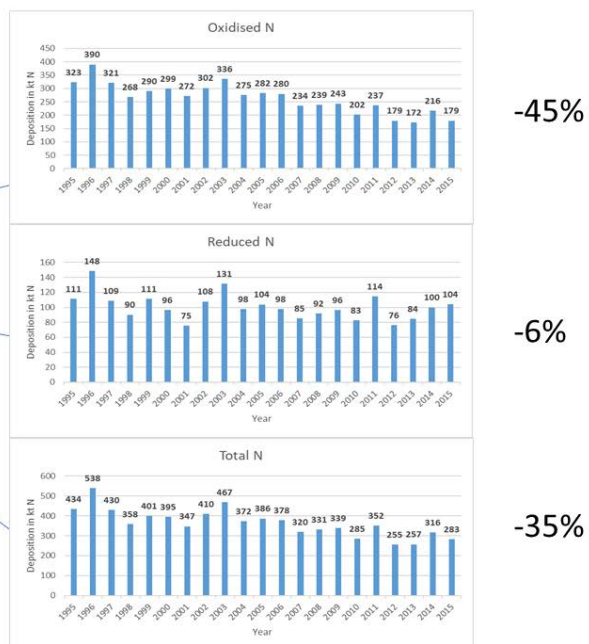 Oxidised N
Deposition in kt N
450
400
350
300
250
200
150
100
50
0
323 390 321 268 290 299 272 302 336 275 282 280 234 239 243 202 237 179 172 216 179
1995 1996 1997 1998 1999 2000 2001 2002 2003 2004 2005 2006 2007 2008 2009 2010 2011 2012 2013 2014 2015
Year
-45%
Reduced N
Deposition in kt N
160
140
120
100
80
60
40
20
0
111 148 109 90 111 96 75 108 131 98 104 98 85 92 96 83 114 76 84 100 104
1995 1996 1997 1998 1999 2000 2001 2002 2003 2004 2005 2006 2007 2008 2009 2010 2011 2012 2013 2014 2015
Year
-6%
Total N
Deposition in kt N
600
500
400
300
200
100
0
434 538 430 358 401 395 347 410 467 372 386 378 320 331 339 285 352 255 257 316 283
1995 1996 1997 1998 1999 2000 2001 2002 2003 2004 2005 2006 2007 2008 2009 2010 2011 2012 2013 2014 2015
Year
-35%